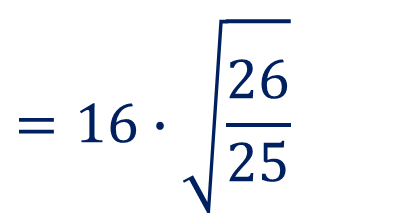 = 16 · √(26/25)